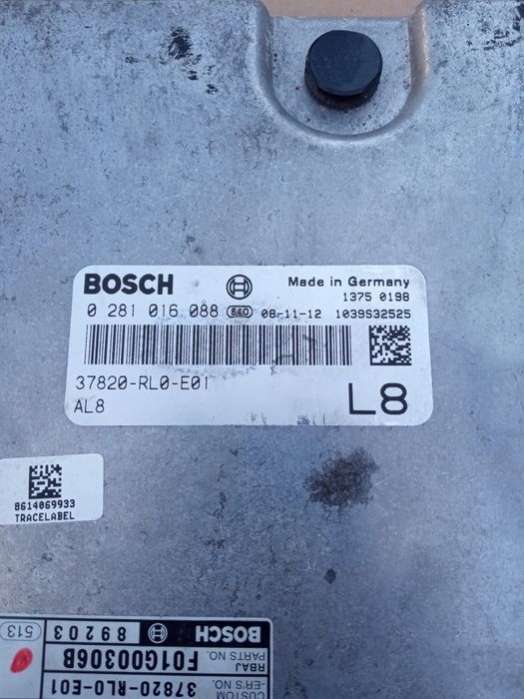 BOSCH Made in Germany
1375 0198
0 281 016 088 840 08-11-12 1039S32525
37820-RL0-E01
AL8 L8
8614069933
TRACELABEL
CUSTOM
-ER'S NO. 37820-RL0-E01
RBAJ
PARTS NO. F01G00306B
BOSCH 89203 513